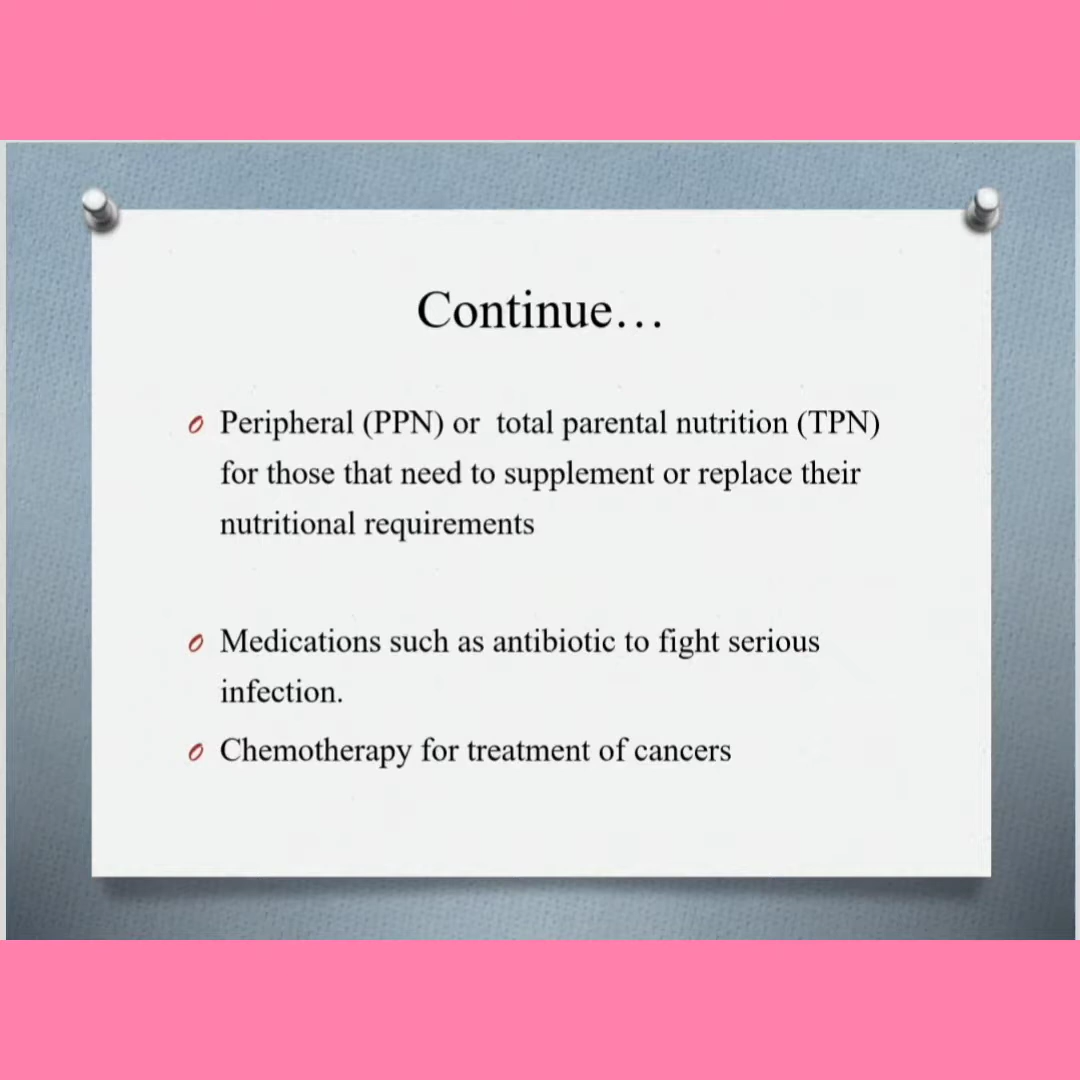 Continue...
Peripheral (PPN) or  total parental nutrition (TPN)
for those that need to supplement or replace their
nutritional requirements
Medications such as antibiotic to fight serious
infection.
Chemotherapy for treatment of cancers